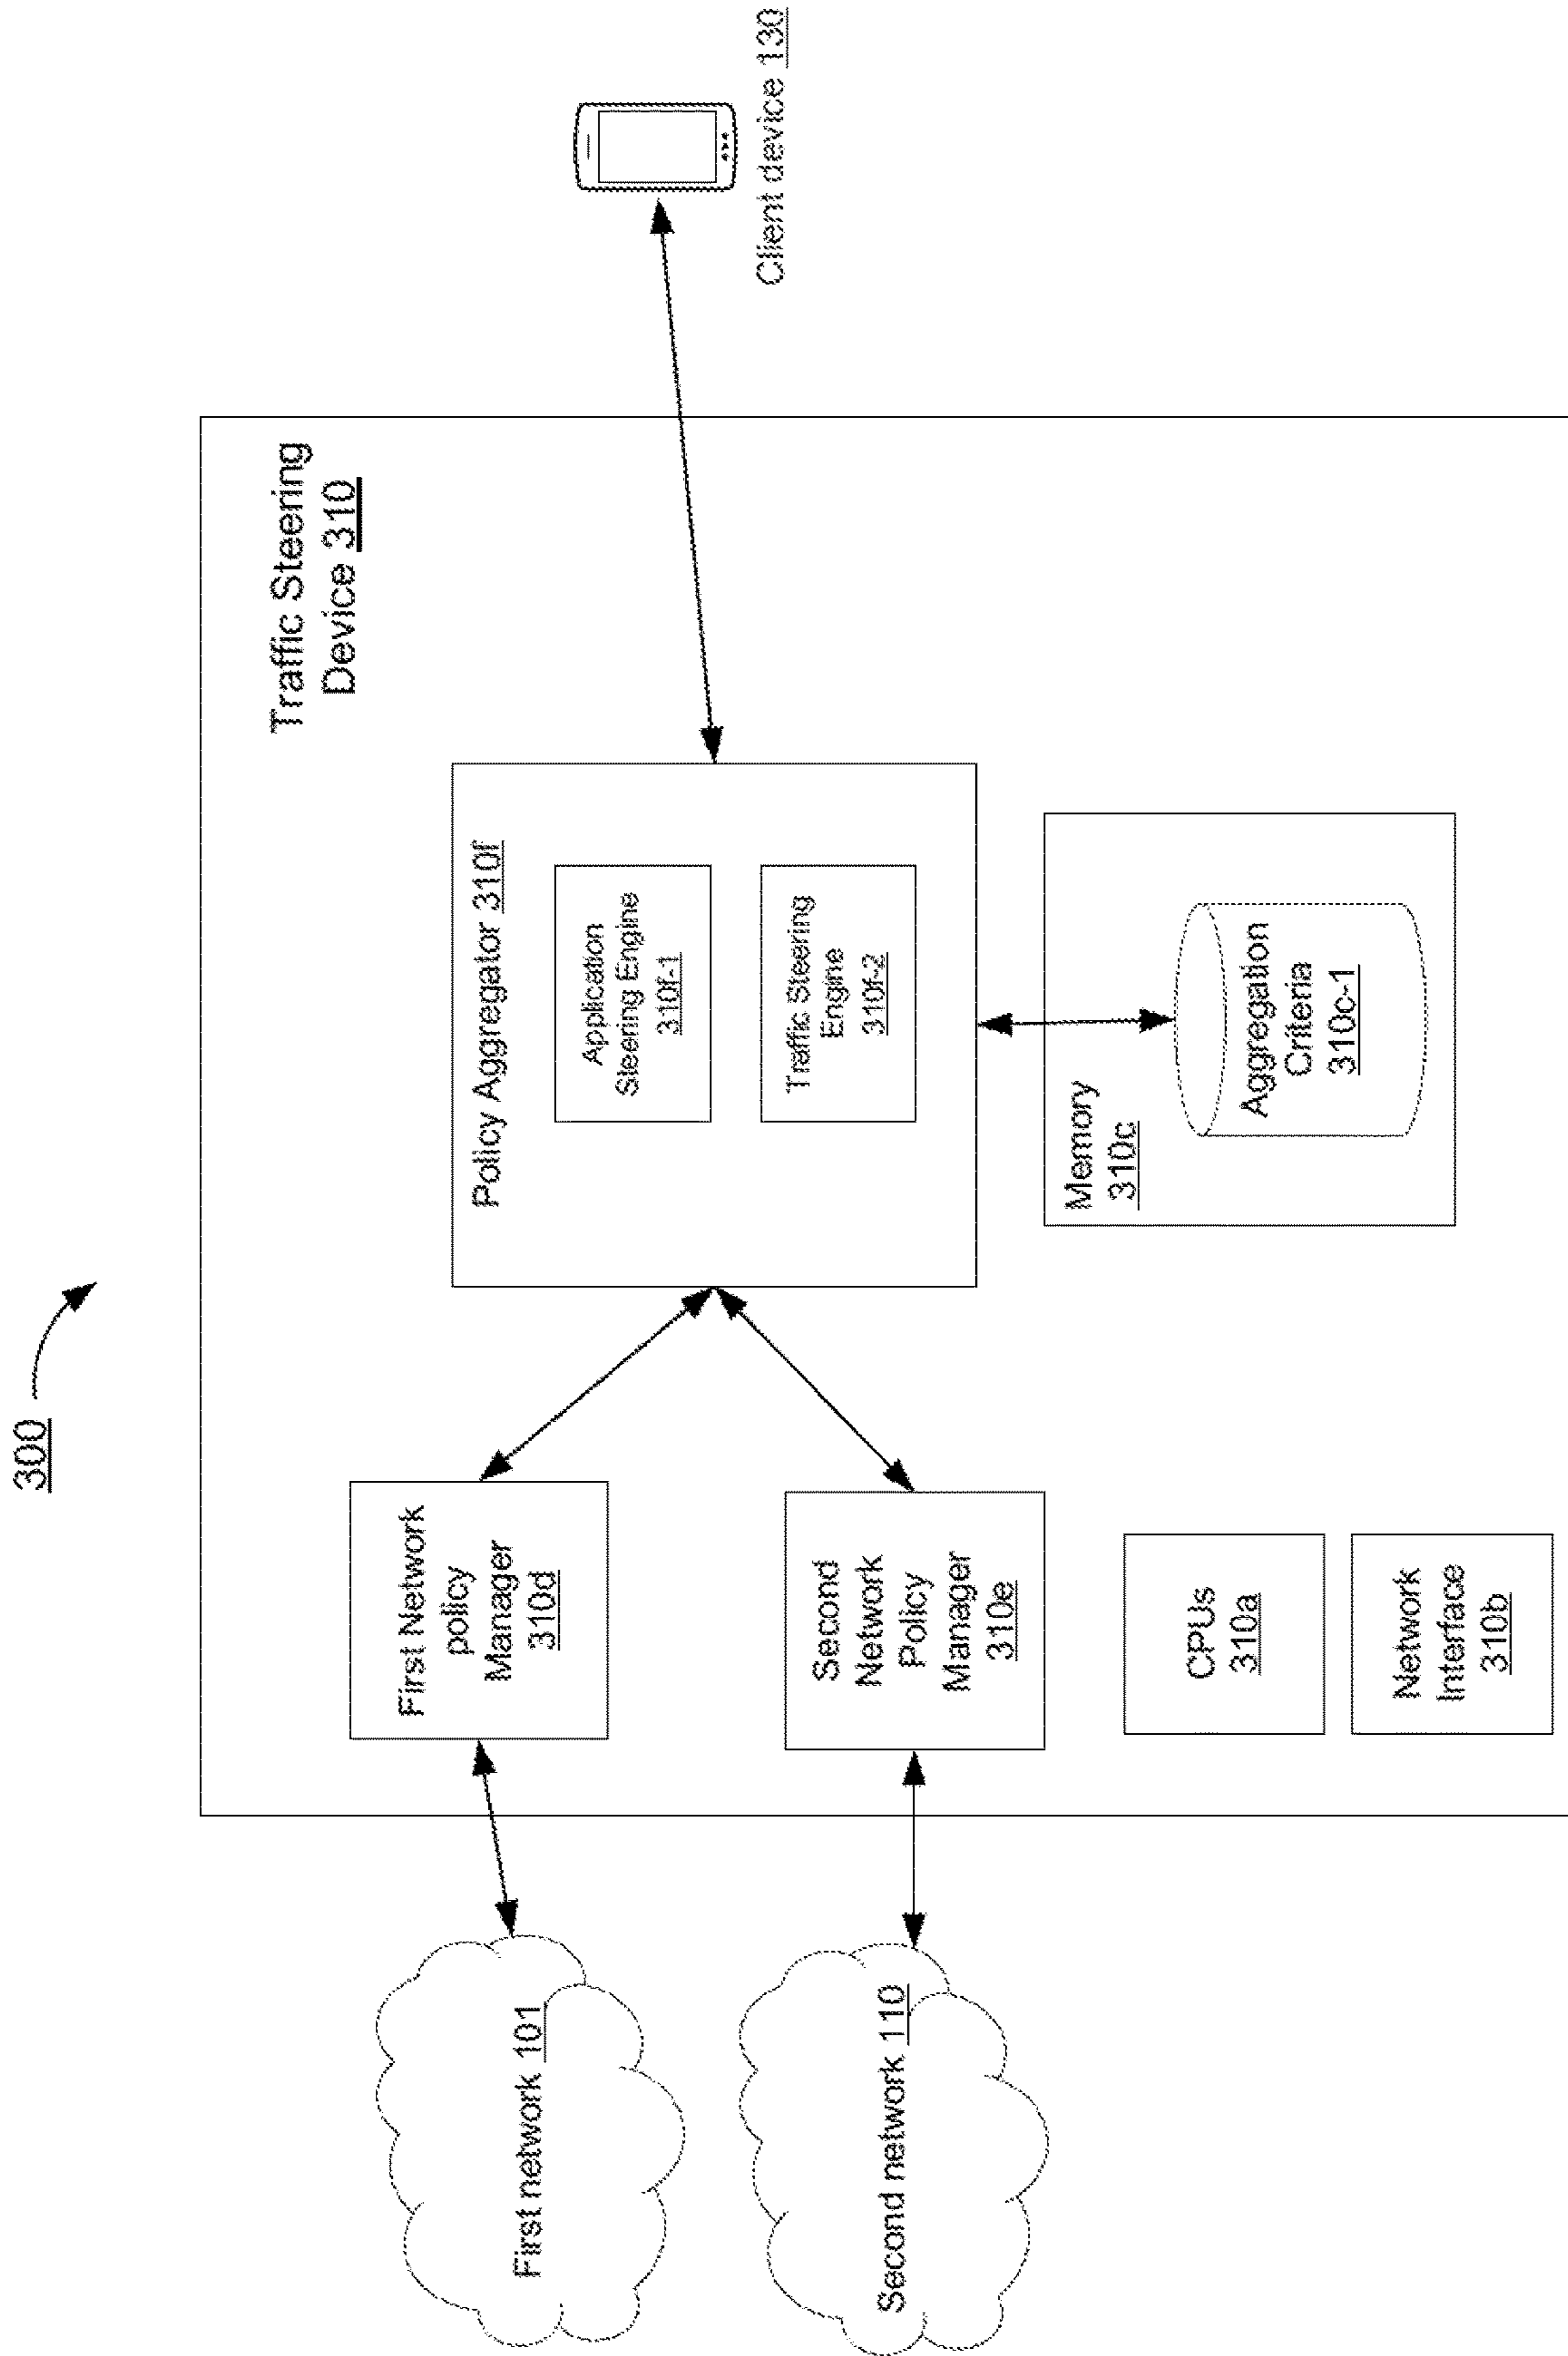 300
Traffic Steering
Device 310
First network 101
Second network 110
First Network
policy
Manager
310d
Second
Network
Policy
Manager
310e
CPUs
310a
Network
Interface
310b
Policy Aggregator 310f
Application
Steering Engine
310f-1
Traffic Steering
Engine
310f-2
Memory
310c
Aggregation
Criteria
310c-1
Client device 130